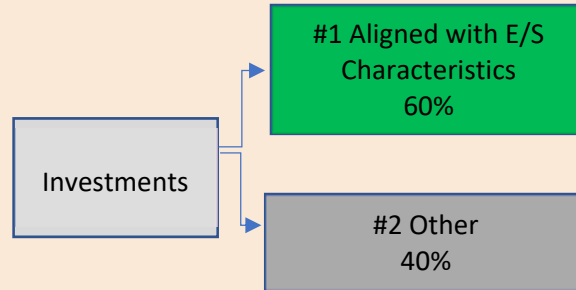 #1 Aligned with E/S
Characteristics
60%
Investments
#2 Other
40%